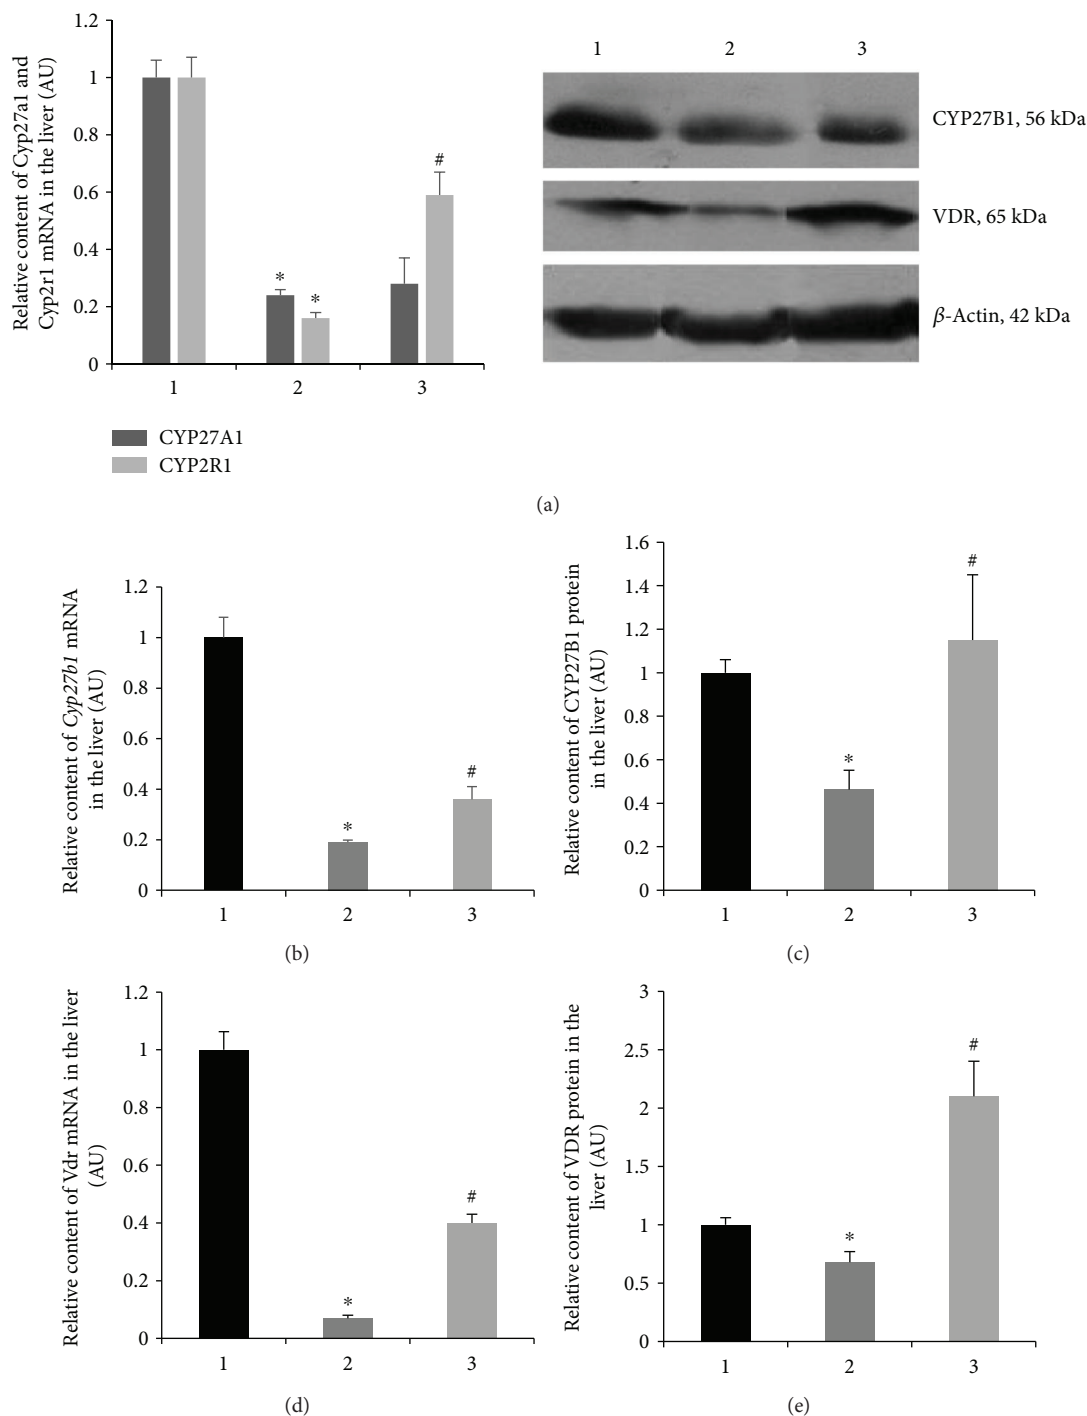 Relative content of Cyp27a1 and
Cyp2r1 mRNA in the liver (AU)
1.2
1
0.8
0.6
0.4
0.2
0
*
*
#
1 2 3
CYP27A1
CYP2R1
1 2 3
CYP27B1, 56 kDa
VDR, 65 kDa
β-Actin, 42 kDa
(a)
Relative content of Cyp27b1 mRNA
in the liver (AU)
1.2
1
0.8
0.6
0.4
0.2
0
*
#
1 2 3
(b)
Relative content of CYP27B1 protein
in the liver (AU)
1.6
1.4
1.2
1
0.8
0.6
0.4
0.2
0
*
#
1 2 3
(c)
Relative content of Vdr mRNA in the liver
(AU)
1.2
1
0.8
0.6
0.4
0.2
0
*
#
1 2 3
(d)
Relative content of VDR protein in the
liver (AU)
3
2.5
2
1.5
1
0.5
0
*
#
1 2 3
(e)